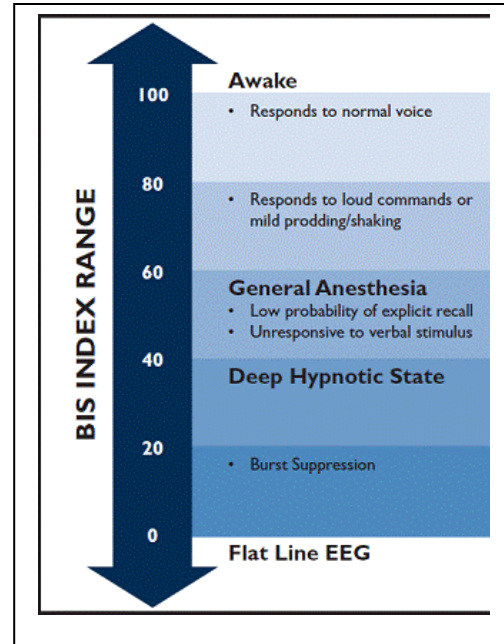 BIS INDEX RANGE
Awake
100
• Responds to normal voice
80
• Responds to loud commands or
mild prodding/shaking
60
General Anesthesia
• Low probability of explicit recall
• Unresponsive to verbal stimulus
40
Deep Hypnotic State
20
• Burst Suppression
0
Flat Line EEG